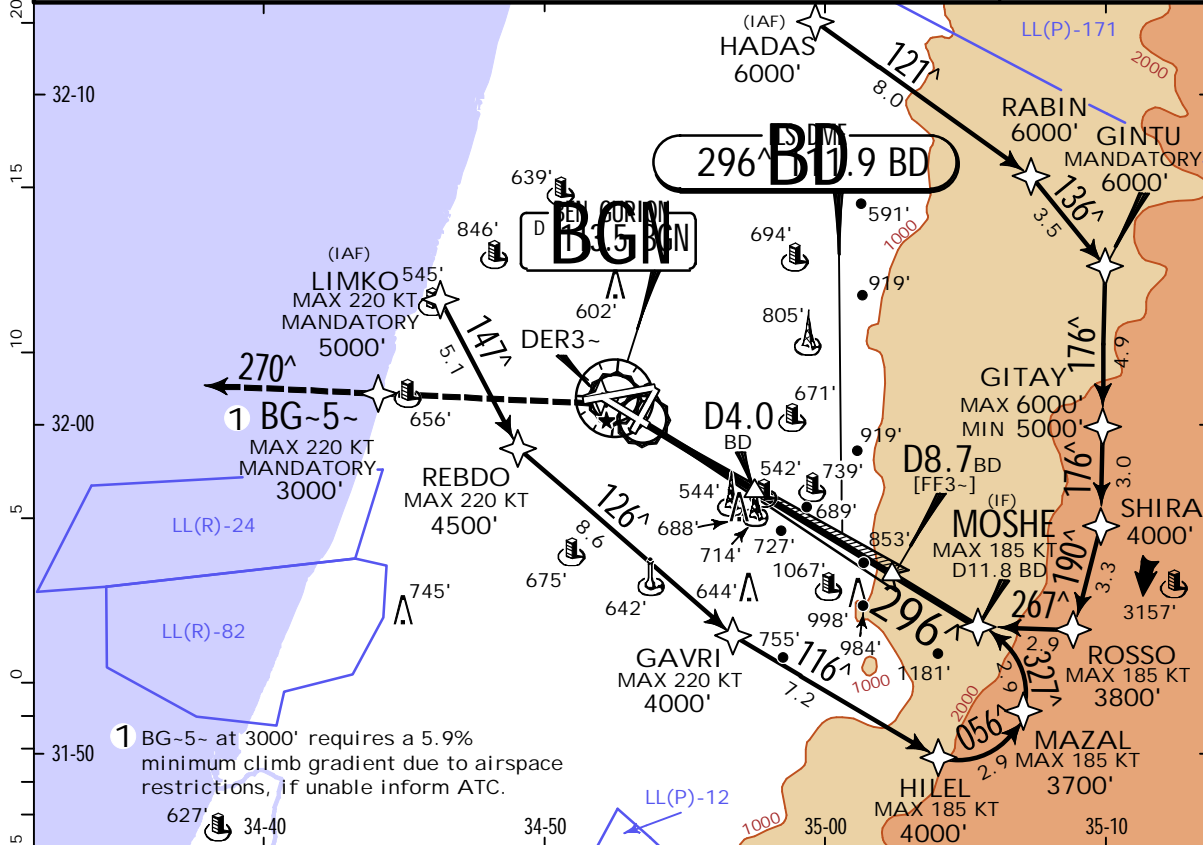 20
(IAF)
HADAS
6000'
LL(P)-171
2000
121^
8.0
32-10
RABIN
6000'
GINTU
MANDATORY
6000'
ILS DME
296^ 111.9 BD
BD
15
639'
136^
3.5
591'
1000
BEN GURION
D 113.5 BGN
BGN
846'
694'
(IAF)
LIMKO
545'
MAX 220 KT
MANDATORY
5000'
602'
919'
805'
147^
5.1
DER3~
176^
4.9
10
270^
GITAY
MAX 6000'
MIN 5000'
671'
1 BG~5~
656'
MAX 220 KT
MANDATORY
3000'
32-00
D4.0
BD
919'
D8.7 BD
[FF3~]
176^
3.0
REBDO
MAX 220 KT
4500'
542'
739'
544'
689'
(IF)
MOSHE
MAX 185 KT
D11.8 BD
SHIRA
4000'
LL(R)-24
126^
8.6
5
688'
714'
727'
853'
190^
3.3
675'
1067'
745'
642'
644'
998'
296^
267^
2.9
3157'
LL(R)-82
984'
755'
GAVRI
MAX 220 KT
4000'
116^
7.2
1181'
ROSSO
MAX 185 KT
3800'
327^
2.9
0
1000
2000
056^
2.9
MAZAL
MAX 185 KT
3700'
1 BG~5~ at 3000' requires a 5.9%
minimum climb gradient due to airspace
restrictions, if unable inform ATC.
31-50
HILEL
MAX 185 KT
4000'
LL(P)-12
627'
1000
34-40
34-50
35-00
35-10
5